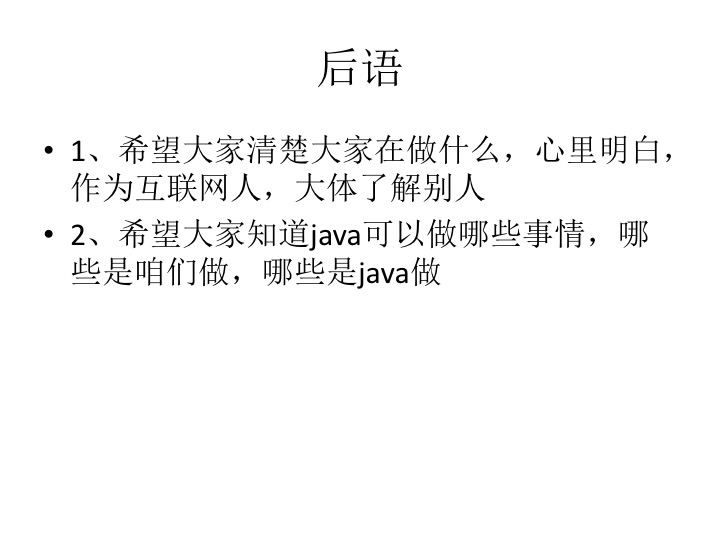 后语
• 1、希望大家清楚大家在做什么，心里明白，
作为互联网人，大体了解别人
• 2、希望大家知道java可以做哪些事情，哪
些是咱们做，哪些是java做